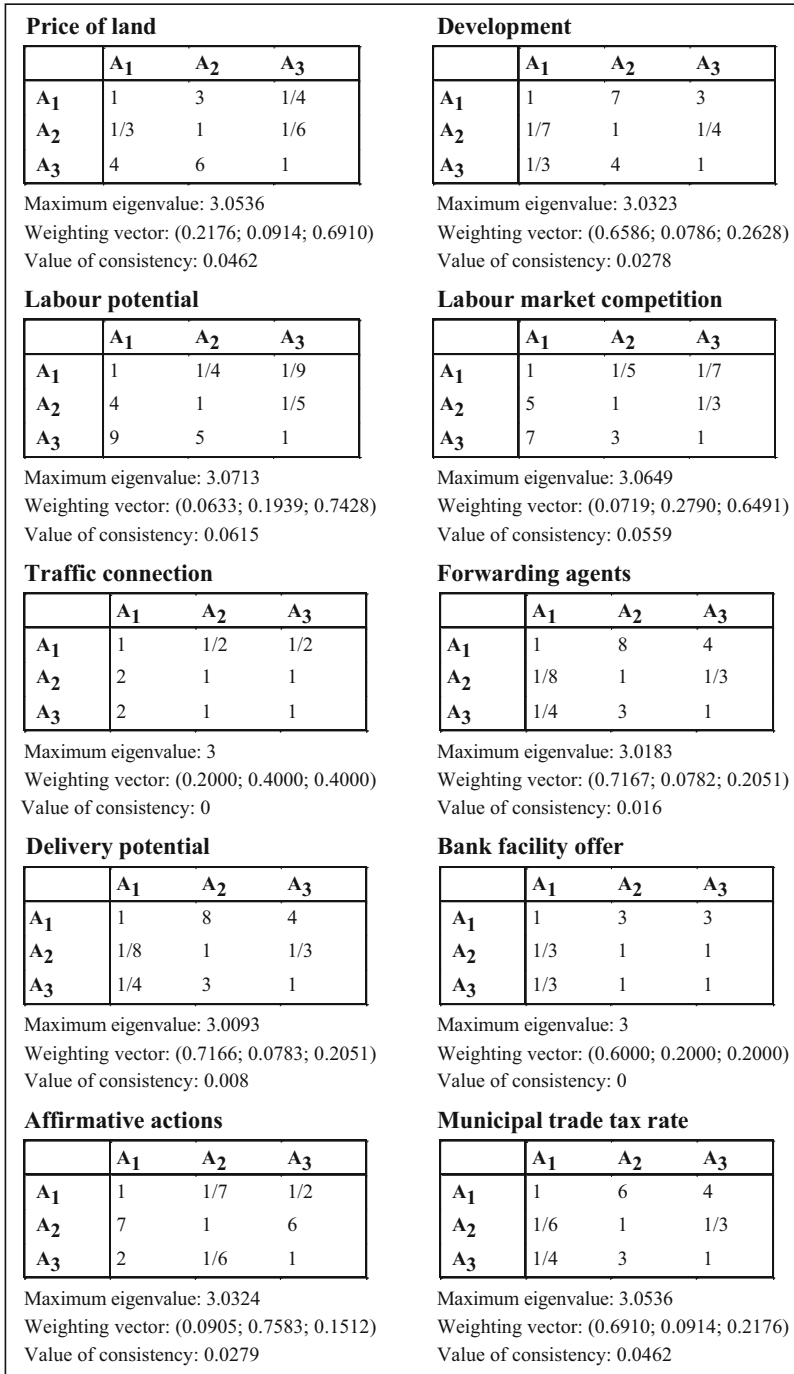 Price of land
A1 A2 A3
A1 1 3 1/4
A2 1/3 1 1/6
A3 4 6 1
Maximum eigenvalue: 3.0536
Weighting vector: (0.2176; 0.0914; 0.6910)
Value of consistency: 0.0462
Development
A1 A2 A3
A1 1 7 3
A2 1/7 1 1/4
A3 1/3 4 1
Maximum eigenvalue: 3.0323
Weighting vector: (0.6586; 0.0786; 0.2628)
Value of consistency: 0.0278
Labour potential
A1 A2 A3
A1 1 1/4 1/9
A2 4 1 1/5
A3 9 5 1
Maximum eigenvalue: 3.0713
Weighting vector: (0.0633; 0.1939; 0.7428)
Value of consistency: 0.0615
Labour market competition
A1 A2 A3
A1 1 1/5 1/7
A2 5 1 1/3
A3 7 3 1
Maximum eigenvalue: 3.0649
Weighting vector: (0.0719; 0.2790; 0.6491)
Value of consistency: 0.0559
Traffic connection
A1 A2 A3
A1 1 1/2 1/2
A2 2 1 1
A3 2 1 1
Maximum eigenvalue: 3
Weighting vector: (0.2000; 0.4000; 0.4000)
Value of consistency: 0
Forwarding agents
A1 A2 A3
A1 1 8 4
A2 1/8 1 1/3
A3 1/4 3 1
Maximum eigenvalue: 3.0183
Weighting vector: (0.7167; 0.0782; 0.2051)
Value of consistency: 0.016
Delivery potential
A1 A2 A3
A1 1 8 4
A2 1/8 1 1/3
A3 1/4 3 1
Maximum eigenvalue: 3.0093
Weighting vector: (0.7166; 0.0783; 0.2051)
Value of consistency: 0.008
Bank facility offer
A1 A2 A3
A1 1 3 3
A2 1/3 1 1
A3 1/3 1 1
Maximum eigenvalue: 3
Weighting vector: (0.6000; 0.2000; 0.2000)
Value of consistency: 0
Affirmative actions
A1 A2 A3
A1 1 1/7 1/2
A2 7 1 6
A3 2 1/6 1
Maximum eigenvalue: 3.0324
Weighting vector: (0.0905; 0.7583; 0.1512)
Value of consistency: 0.0279
Municipal trade tax rate
A1 A2 A3
A1 1 6 4
A2 1/6 1 1/3
A3 1/4 3 1
Maximum eigenvalue: 3.0536
Weighting vector: (0.6910; 0.0914; 0.2176)
Value of consistency: 0.0462